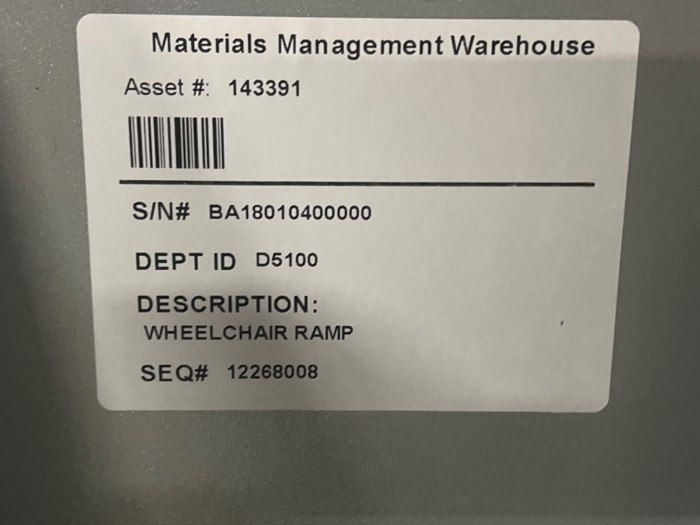 Materials Management Warehouse
Asset #: 143391
S/N# BA18010400000
DEPT ID D5100
DESCRIPTION:
WHEELCHAIR RAMP
SEQ# 12268008